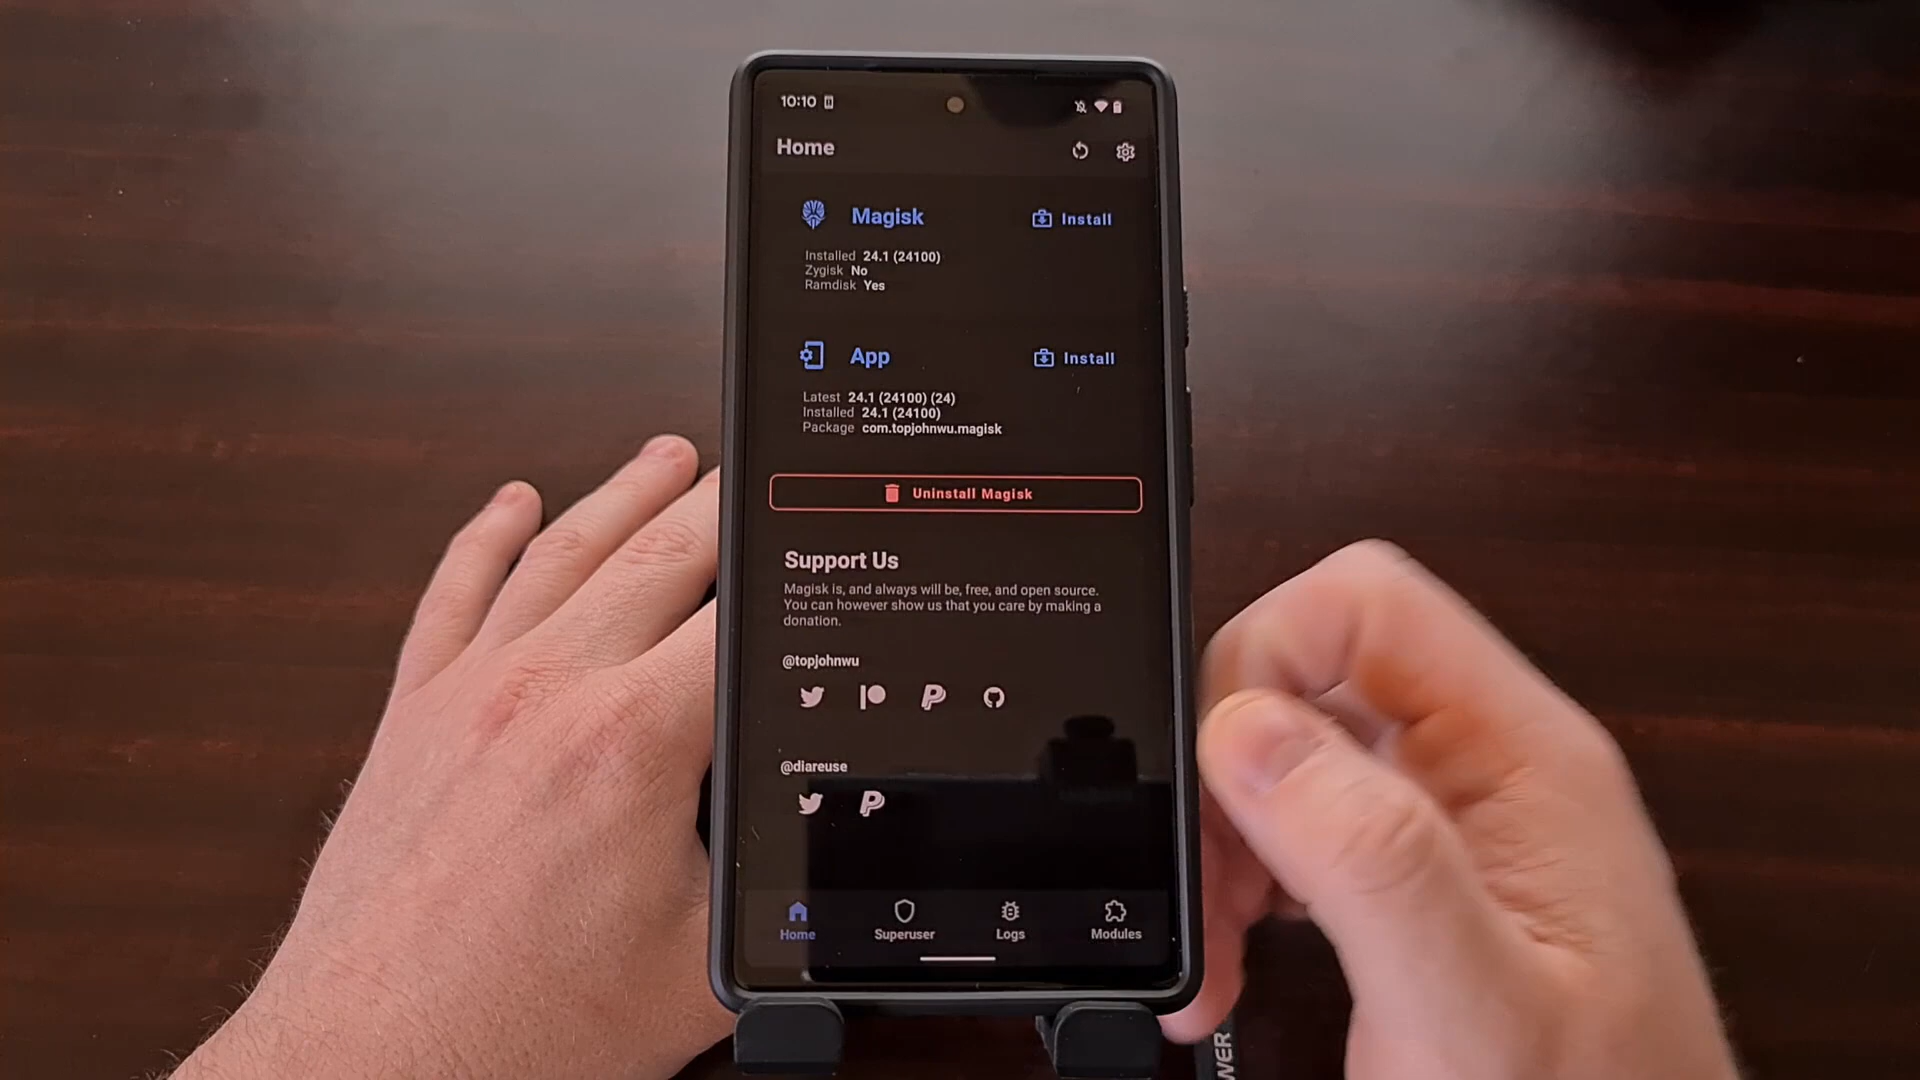 10:10
Home
Magisk
Install
Installed 24.1 (24100)
Zygisk No
Ramdisk Yes
App
Install
Latest 24.1 (24100) (24)
Installed 24.1 (24100)
Package com.topjohnwu.magisk
Uninstall Magisk
Support Us
Magisk is, and always will be, free, and open source.
You can however show us that you care by making a
donation.
@topjohnwu
@diareuse
Home Superuser Logs Modules
WER